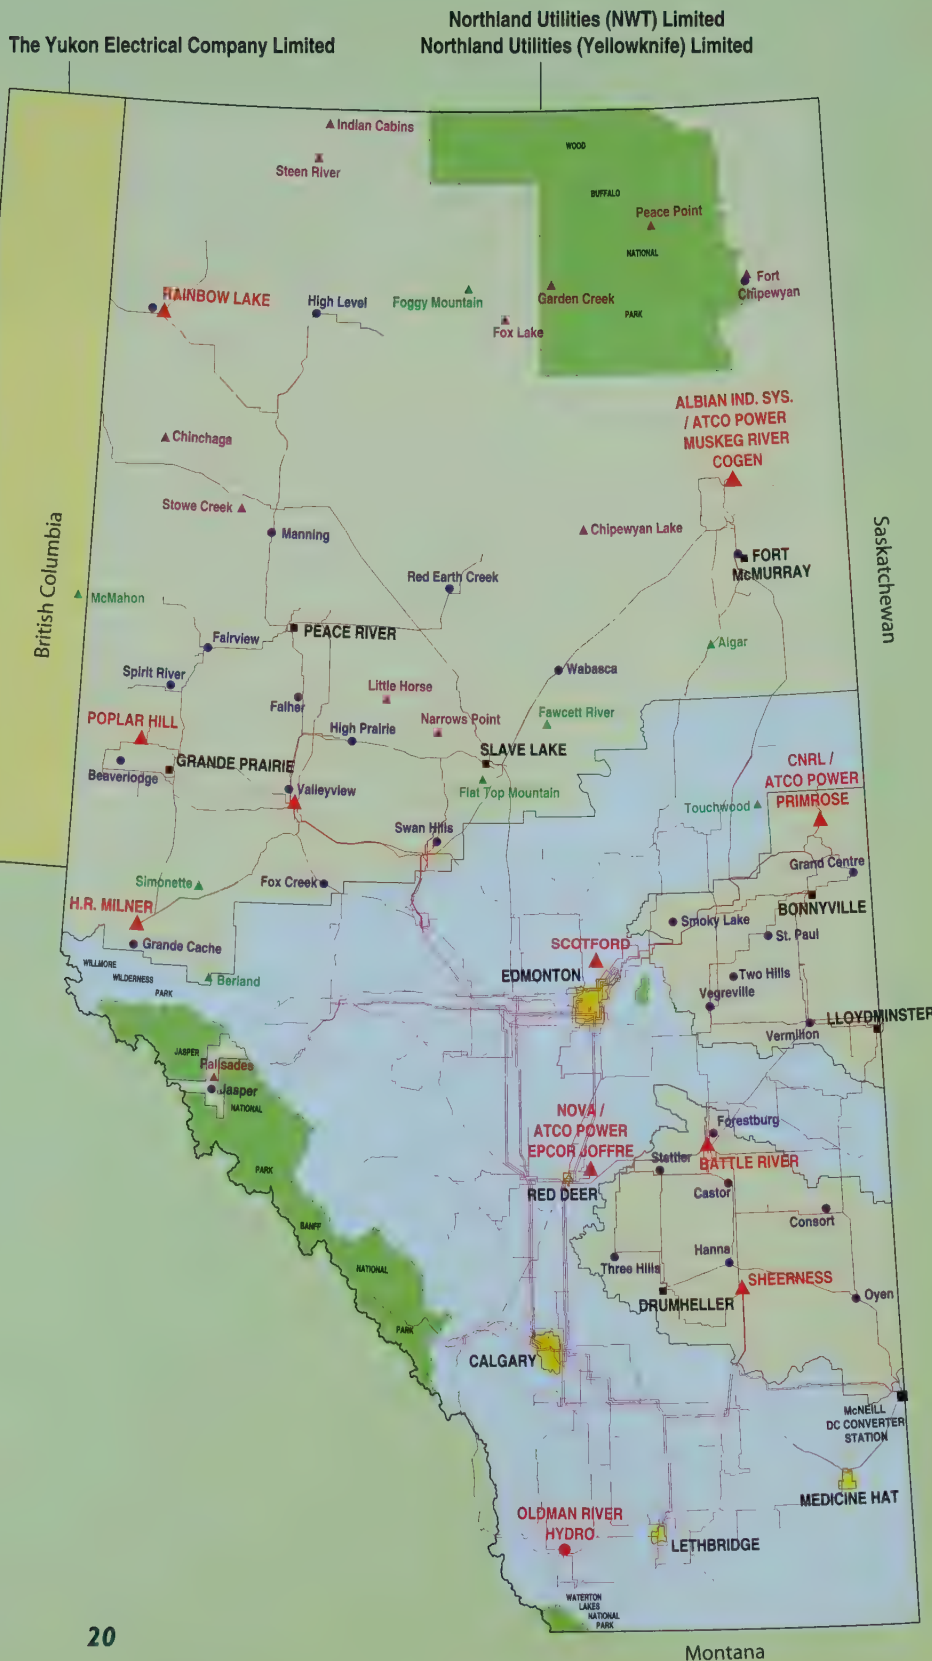 Northland Utilities (NWT) Limited
The Yukon Electrical Company Limited
Northland Utilities (Yellowknife) Limited
Indian Cabins
Steen River
WOOD
BUFFALO
NATIONAL
PARK
Peace Point
Fort
Chipewyan
RAINBOW LAKE
High Level
Foggy Mountain
Garden Creek
Fox Lake
ALBIAN IND. SYS.
/ ATCO POWER
MUSKEG RIVER
COGEN
Chinchaga
Stowe Creek
Manning
Chipewyan Lake
British Columbia
Saskatchewan
FORT
McMURRAY
Red Earth Creek
McMahon
PEACE RIVER
Fairview
Algar
Spirit River
Wabasca
Little Horse
Falher
POPLAR HILL
High Prairie
Narrows Point
Fawcett River
SLAVE LAKE
GRANDE PRAIRIE
Beaverlodge
Valleyview
Flat Top Mountain
CNRL /
ATCO POWER
PRIMROSE
Touchwood
Swan Hills
Grand Centre
Simonette
Fox Creek
H.R. MILNER
BONNYVILLE
Smoky Lake
St. Paul
Grande Cache
SCOTFORD
EDMONTON
WILLMORE
WILDERNESS
PARK
Berland
Two Hills
Vegreville
LLOYDMINSTER
Vermilion
JASPER
Palisades
Jasper
NATIONAL
PARK
NOVA /
ATCO POWER
EPCOR JOFFRE
Forestburg
Stettler
BATTLE RIVER
RED DEER
Castor
Consort
BANFF
NATIONAL
PARK
Hanna
Three Hills
SHEERNESS
DRUMHELLER
Oyen
CALGARY
McNEILL
DC CONVERTER
STATION
MEDICINE HAT
OLDMAN RIVER
HYDRO
LETHBRIDGE
WATERTON
LAKES
NATIONAL
PARK
20
Montana